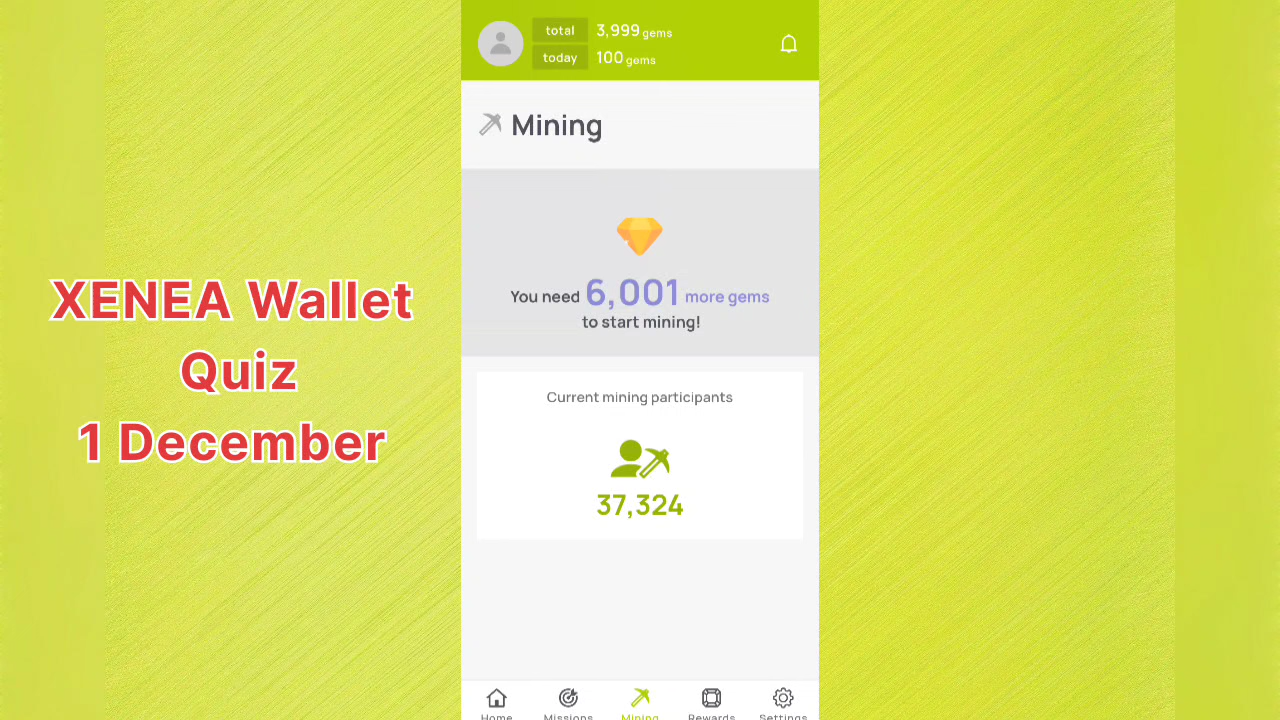 total 3,999 gems
today 100 gems
Mining
You need 6,001 more gems
to start mining!
Current mining participants
37,324
Home Missions Mining Rewards Settings
XENEA Wallet
Quiz
1 December